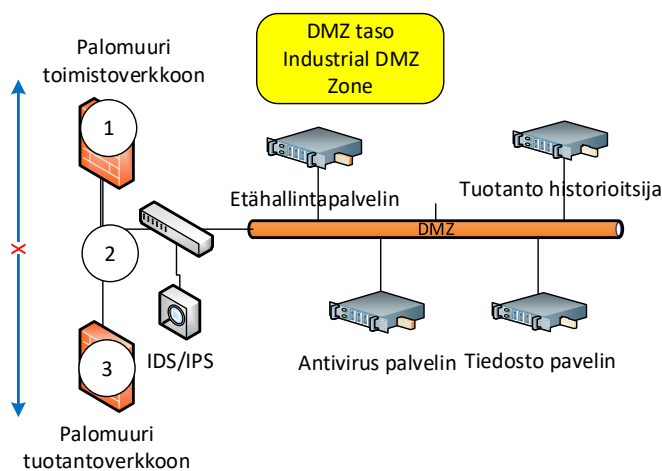 DMZ taso
Industrial DMZ
Zone
Palomuuri
toimistoverkkoon
1
Etähallintapalvelin
Tuotanto historioitsija
2
DMZ
X
3
IDS/IPS
Antivirus palvelin
Tiedosto pavelin
Palomuuri
tuotantoverkkoon